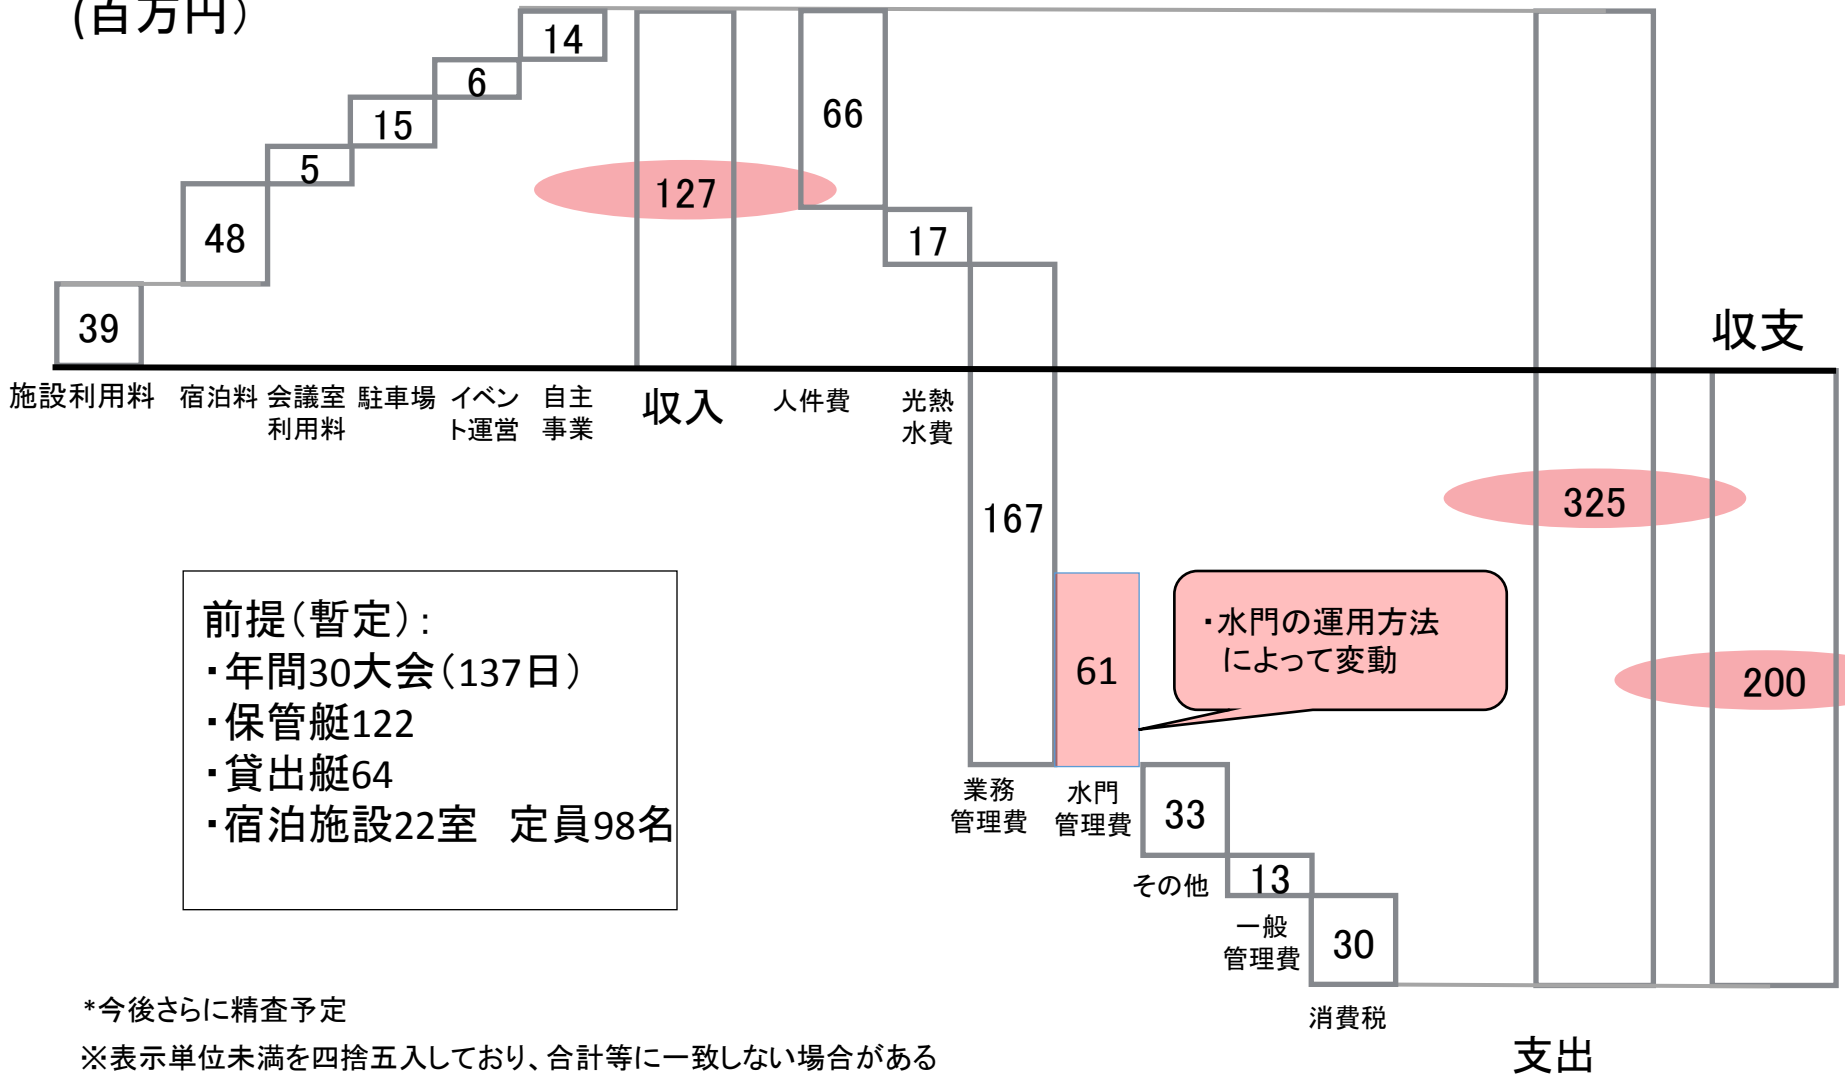 (百万円)
14
6
15
5
48
39
127
66
17
収支
施設利用料
宿泊料
会議室
利用料
駐車場
イベン
ト運営
自主
事業
収入
人件費
光熱
水費
167
325
200
61
・水門の運用方法
によって変動
前提(暫定):
・年間30大会(137日)
・保管艇122
・貸出艇64
・宿泊施設22室　定員98名
業務
管理費
水門
管理費
33
その他
13
一般
管理費
30
消費税
支出
*今後さらに精査予定
※表示単位未満を四捨五入しており、合計等に一致しない場合がある